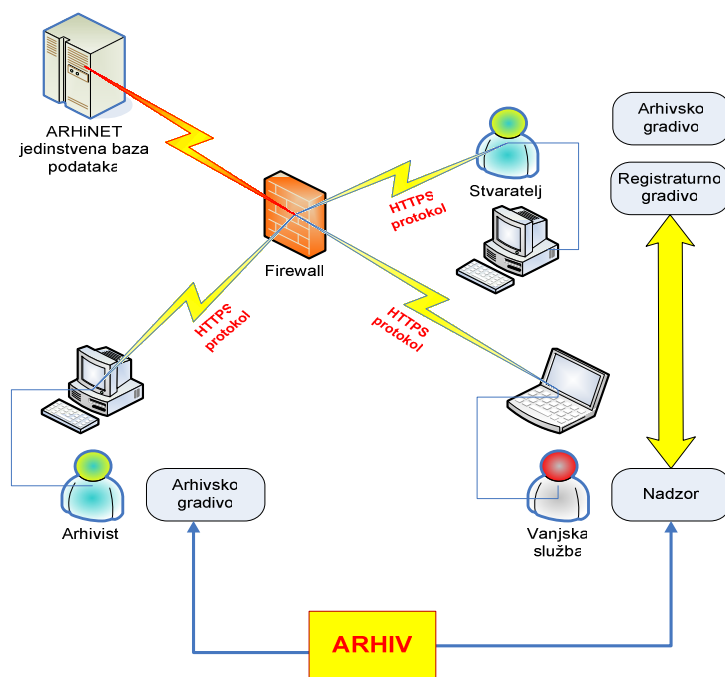 ARHiNET
jedinstvena baza
podataka
Firewall
HTTPS
protokol
Stvaratelj
Arhivsko
gradivo
Registraturno
gradivo
HTTPS
protokol
HTTPS
protokol
Arhivist
Arhivsko
gradivo
Vanjska
služba
Nadzor
ARHIV